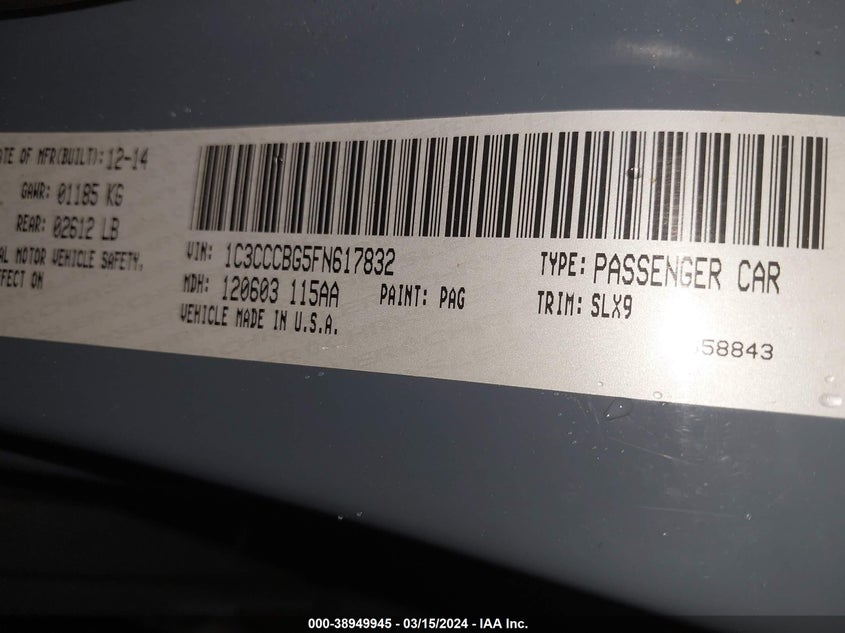 ATE OF MFR(BUILT): 12-14
GAWR: 01185 KG
REAR: 02612 LB
AL MOTOR VEHICLE SAFETY.
EFFECT ON
VIN: 1C3CCCBG5FN617832
TYPE: PASSENGER CAR
MDH: 120603 115AA
PAINT: PAG
TRIM: SLX9
VEHICLE MADE IN U.S.A.
58843
000-38949945 - 03/15/2024 - IAA Inc.